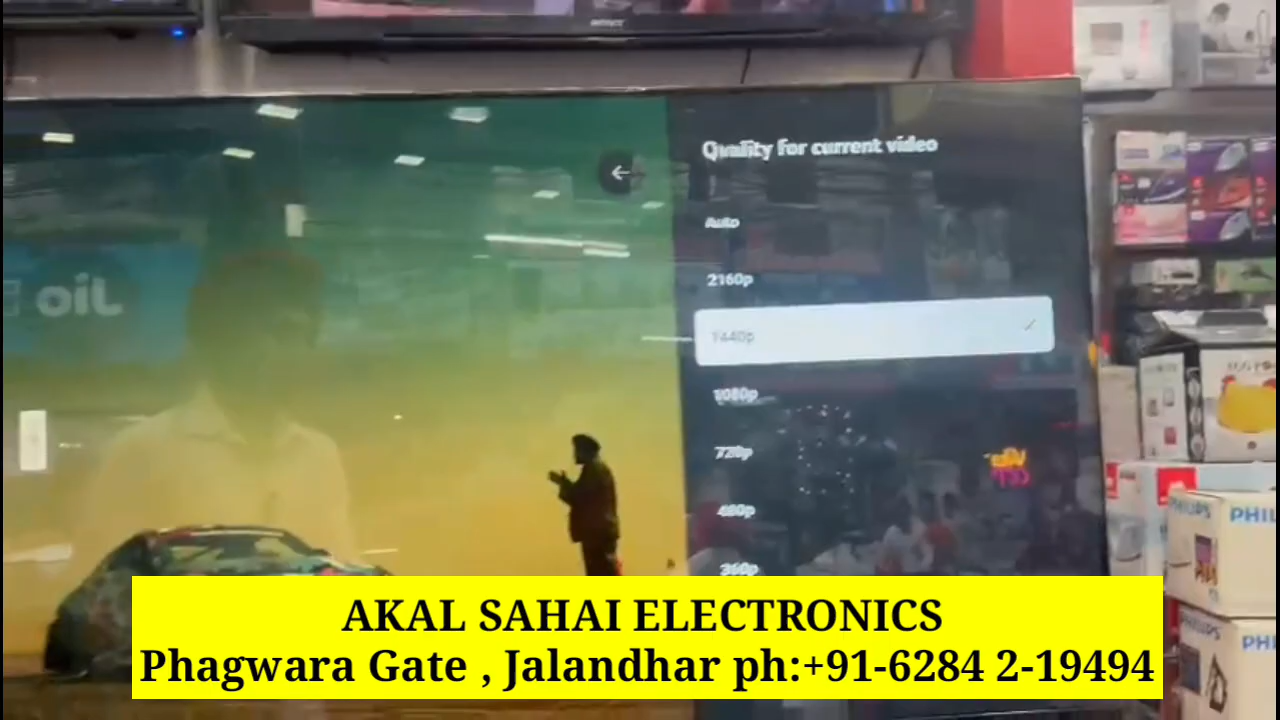 Quality for current video
Auto
2160p
1440p
1080p
720p
480p
360p
oil
PHILIPS
PHILIPS
AKAL SAHAI ELECTRONICS
Phagwara Gate , Jalandhar ph:+91-6284 2-19494